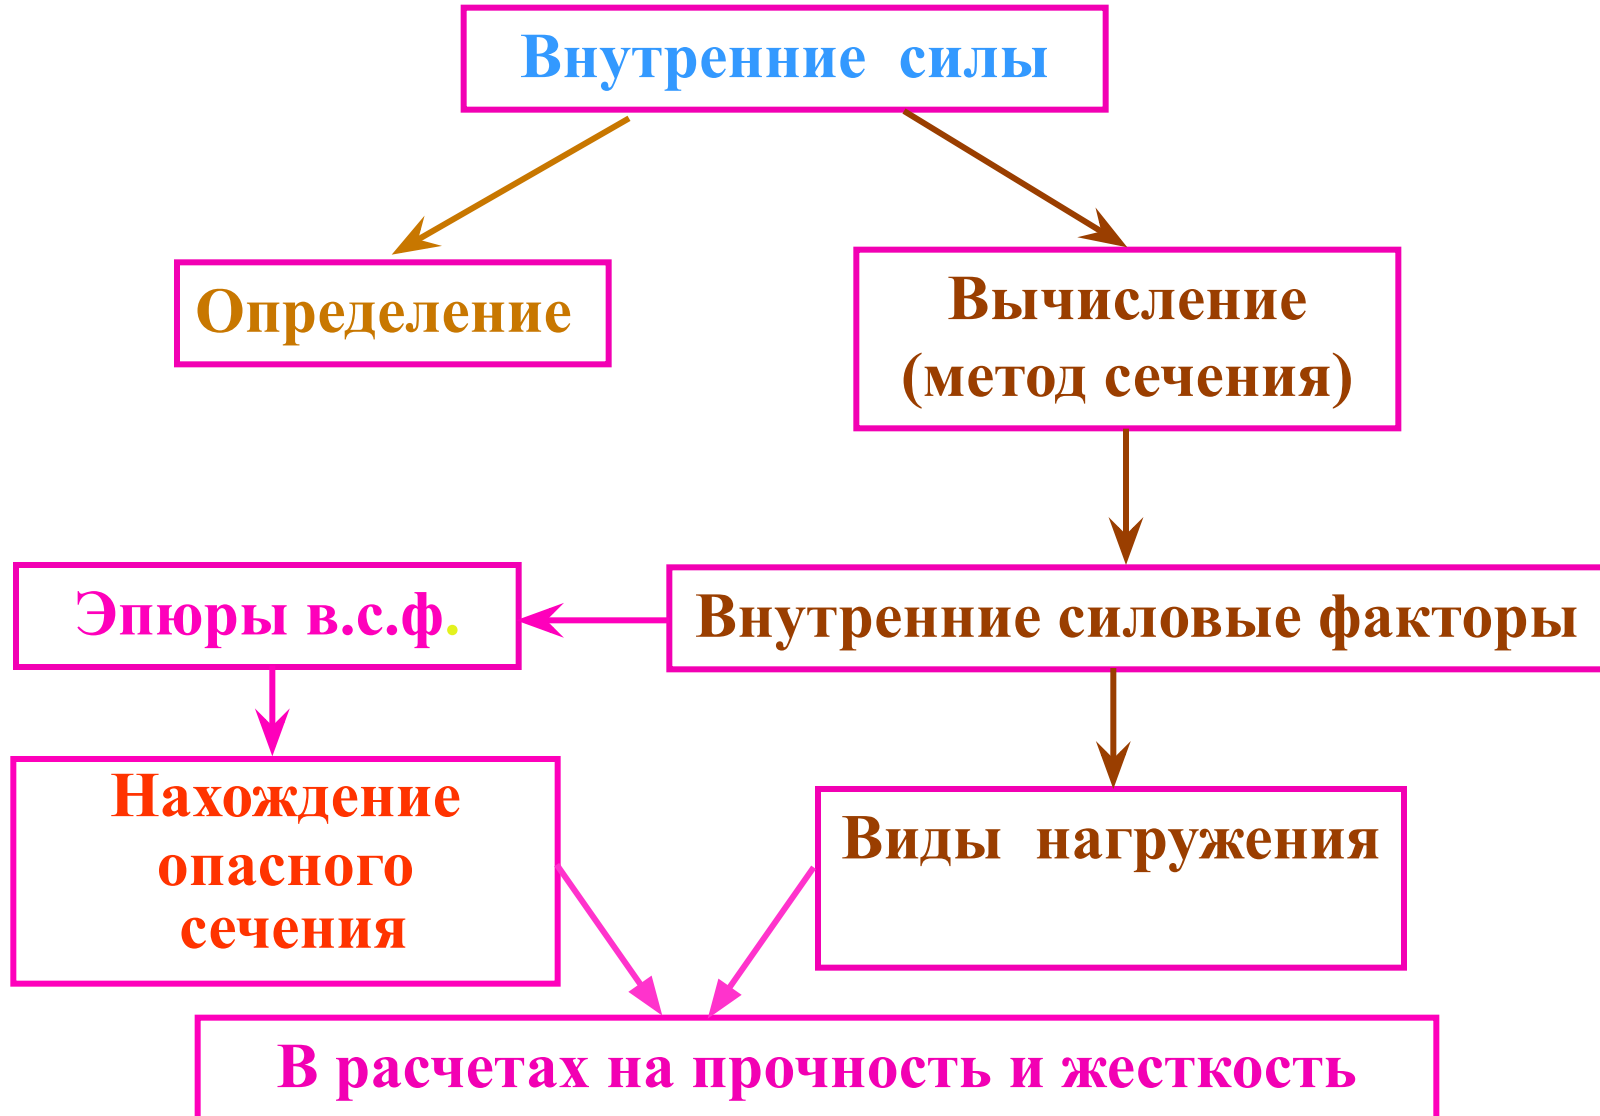 Внутренние силы
Определение
Вычисление
(метод сечения)
Эпюры в.с.ф.
Внутренние силовые факторы
Нахождение
опасного
сечения
Виды нагружения
В расчетах на прочность и жесткость